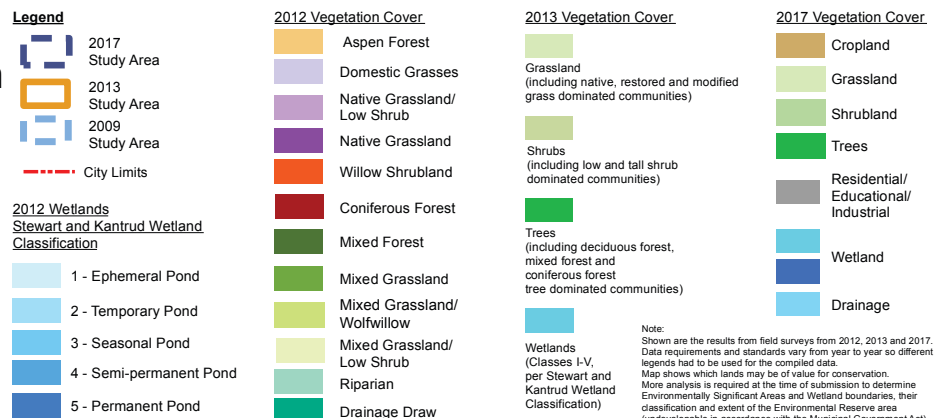 Legend
2017
Study Area
2013
Study Area
2009
Study Area
City Limits
2012 Wetlands
Stewart and Kantrud Wetland
Classification
1 - Ephemeral Pond
2 - Temporary Pond
3 - Seasonal Pond
4 - Semi-permanent Pond
5 - Permanent Pond
2012 Vegetation Cover
Aspen Forest
Domestic Grasses
Native Grassland/
Low Shrub
Native Grassland
Willow Shrubland
Coniferous Forest
Mixed Forest
Mixed Grassland
Mixed Grassland/
Wolfwillow
Mixed Grassland/
Low Shrub
Riparian
Drainage Draw
2013 Vegetation Cover
Grassland
(including native, restored and modified
grass dominated communities)
Shrubs
(including low and tall shrub
dominated communities)
Trees
(including deciduous forest,
mixed forest and
coniferous forest
tree dominated communities)
Wetlands
(Classes I-V,
per Stewart and
Kantrud Wetland
Classification)
2017 Vegetation Cover
Cropland
Grassland
Shrubland
Trees
Residential/
Educational/
Industrial
Wetland
Drainage
Note:
Shown are the results from field surveys from 2012, 2013 and 2017.
Data requirements and standards vary from year to year so different
legends had to be used for the compiled data.
Map shows which lands may be of value for conservation.
More analysis is required at the time of submission to determine
Environmentally Significant Areas and Wetland boundaries, their
classification and extent of the Environmental Reserve area
(undevelopable in accordance with the Municipal Government Act)